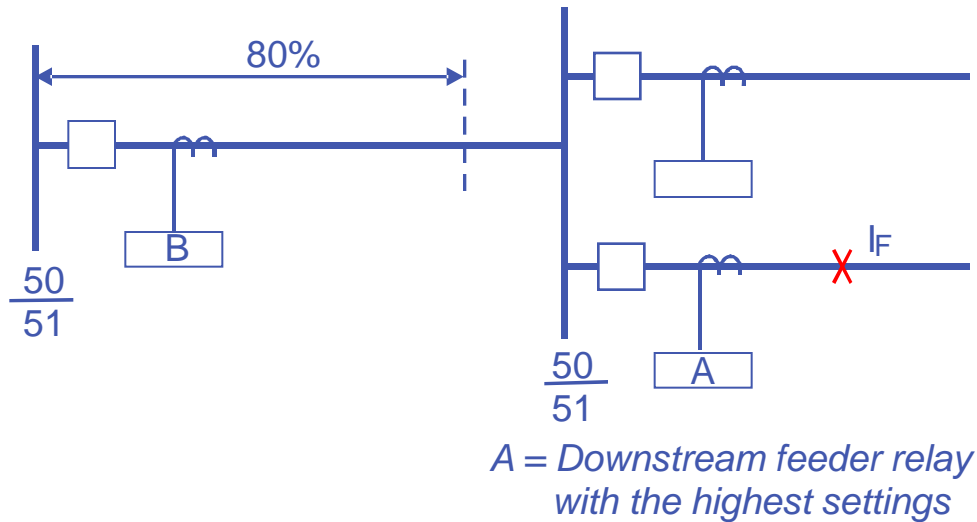 80%
B
I_F
50
51
A
50
51
A = Downstream feeder relay
with the highest settings